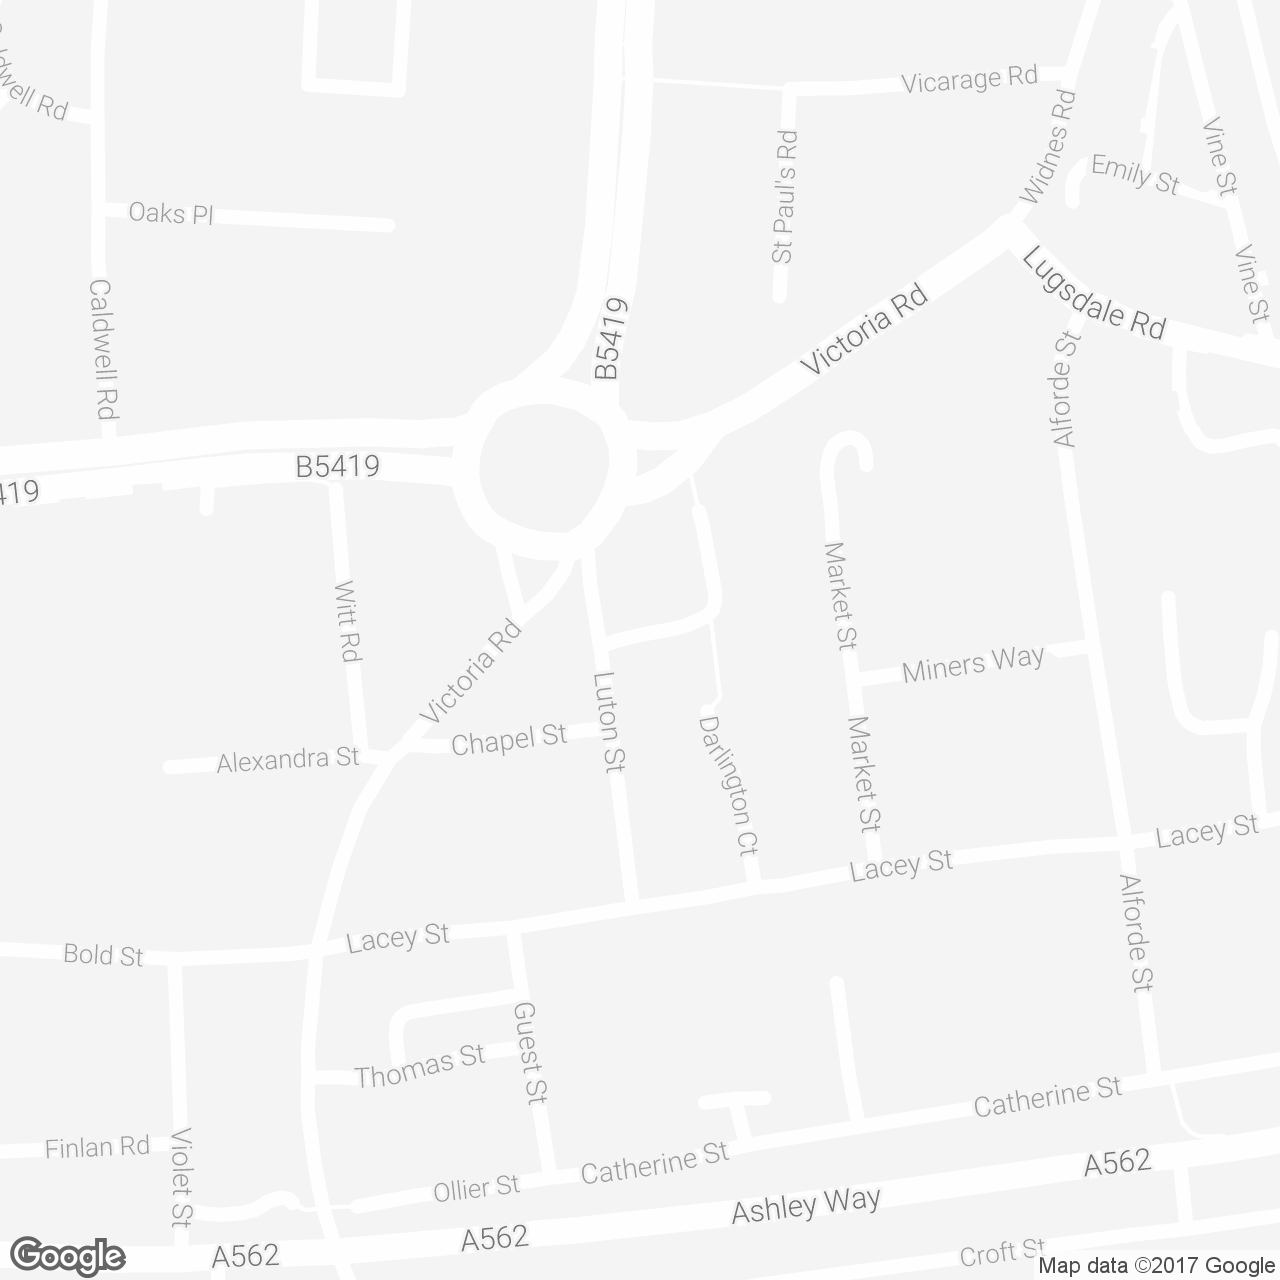 Vicarage Rd
Caldwell Rd
Widnes Rd
Vine St
Emily St
St Paul's Rd
Oaks Pl
Lugsdale Rd
Vine St
Caldwell Rd
B5419
Victoria Rd
Alforde St
B5419
419
Market St
Witt Rd
Victoria Rd
Miners Way
Luton St
Chapel St
Alexandra St
Darlington Ct
Market St
Lacey St
Lacey St
Lacey St
Alforde St
Bold St
Guest St
Thomas St
Catherine St
Finlan Rd
Violet St
Catherine St
A562
Ollier St
Ashley Way
A562
A562
Croft St
Google
Map data ©2017 Google